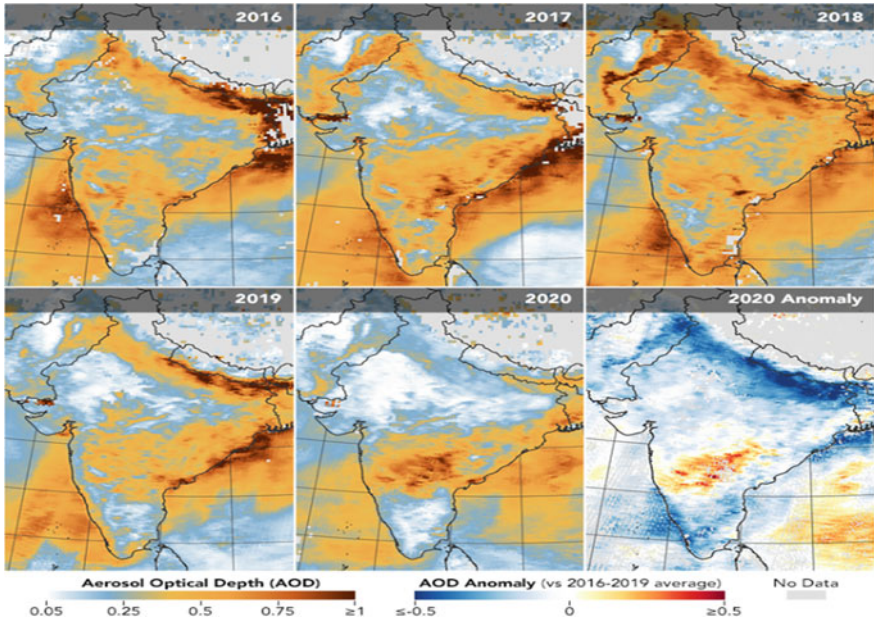 2016
2017
2018
2019
2020
2020 Anomaly
Aerosol Optical Depth (AOD)
0.05 0.25 0.5 0.75 ≥1
AOD Anomaly (vs 2016-2019 average)
≤-0.5 0 ≥0.5
No Data